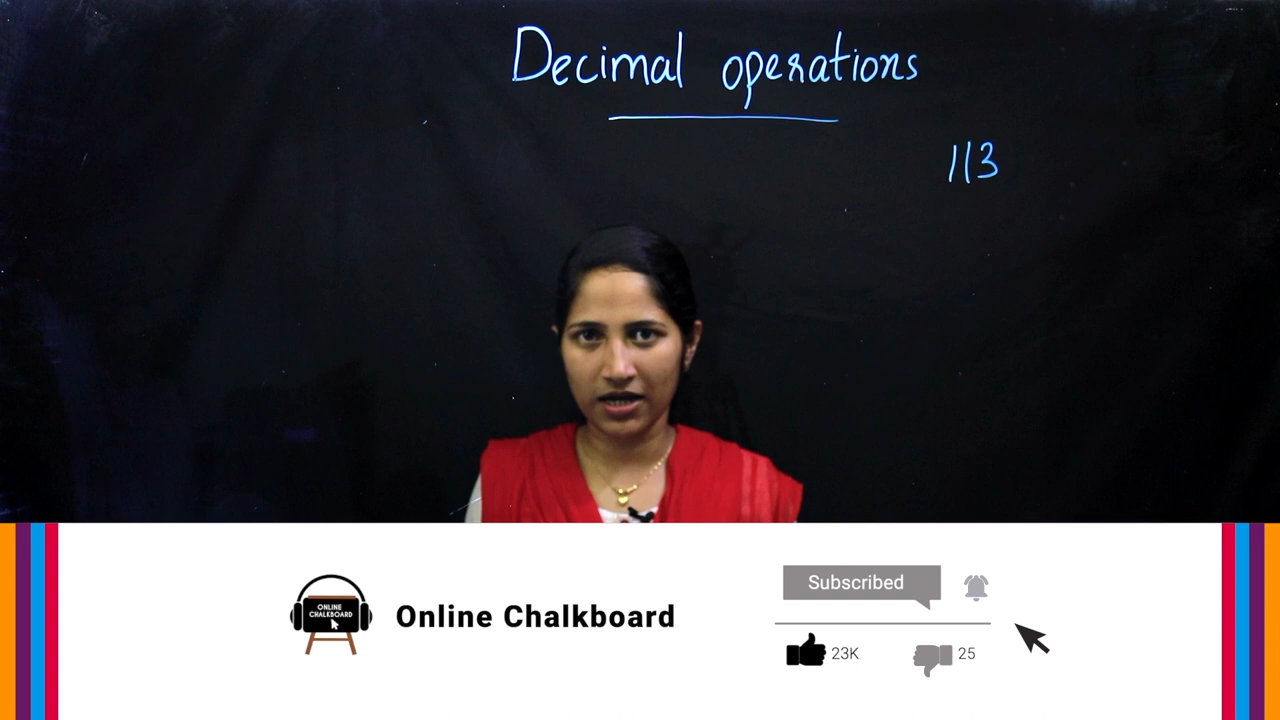 Decimal operations
113
ONLINE
CHALKBOARD
Online Chalkboard
Subscribed
23K
25